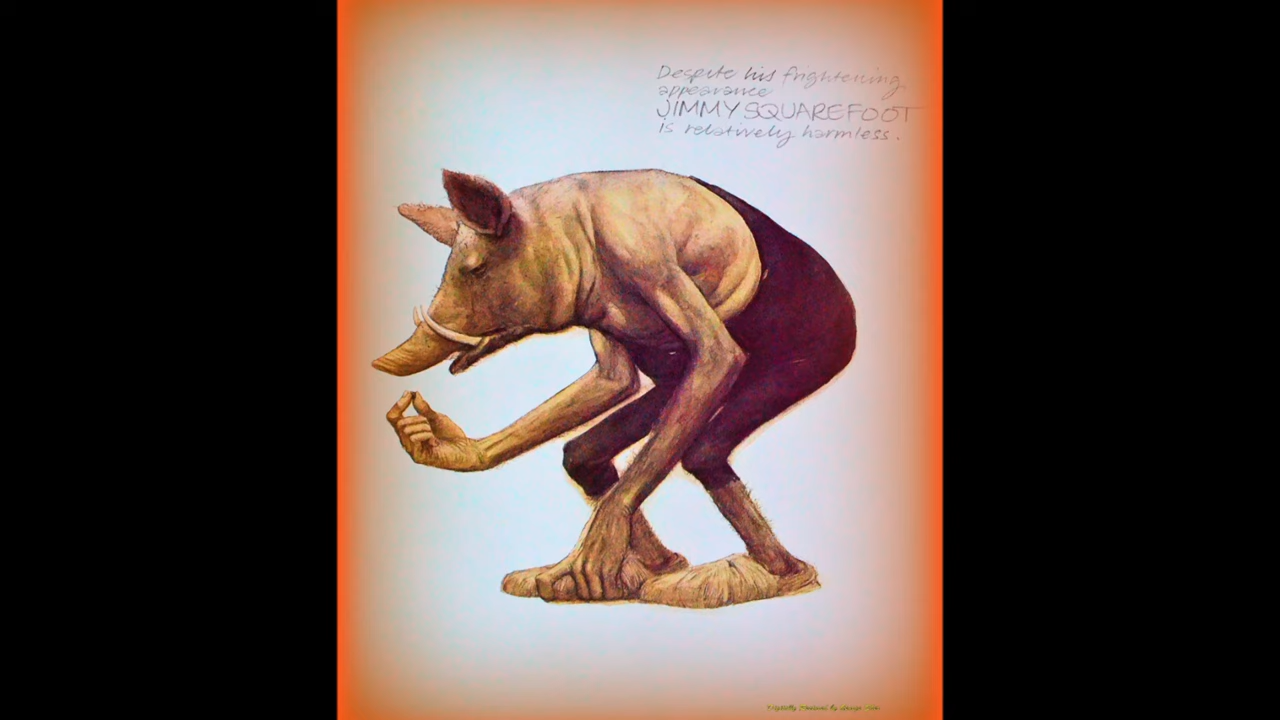 Despite his frightening
appearance
JIMMY SQUAREFOOT
is relatively harmless.